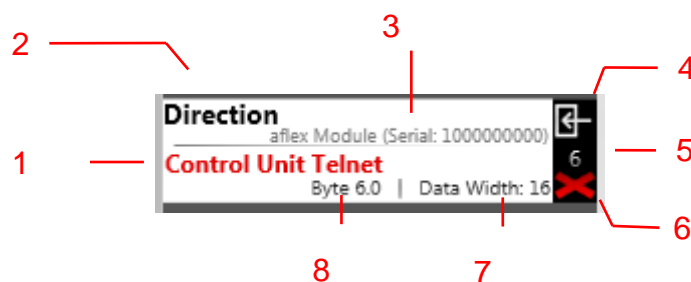 3
2
4
Direction
aflex Module (Serial: 1000000000)
1
Control Unit Telnet
6
5
Byte 6.0 | Data Width: 16
6
8
7